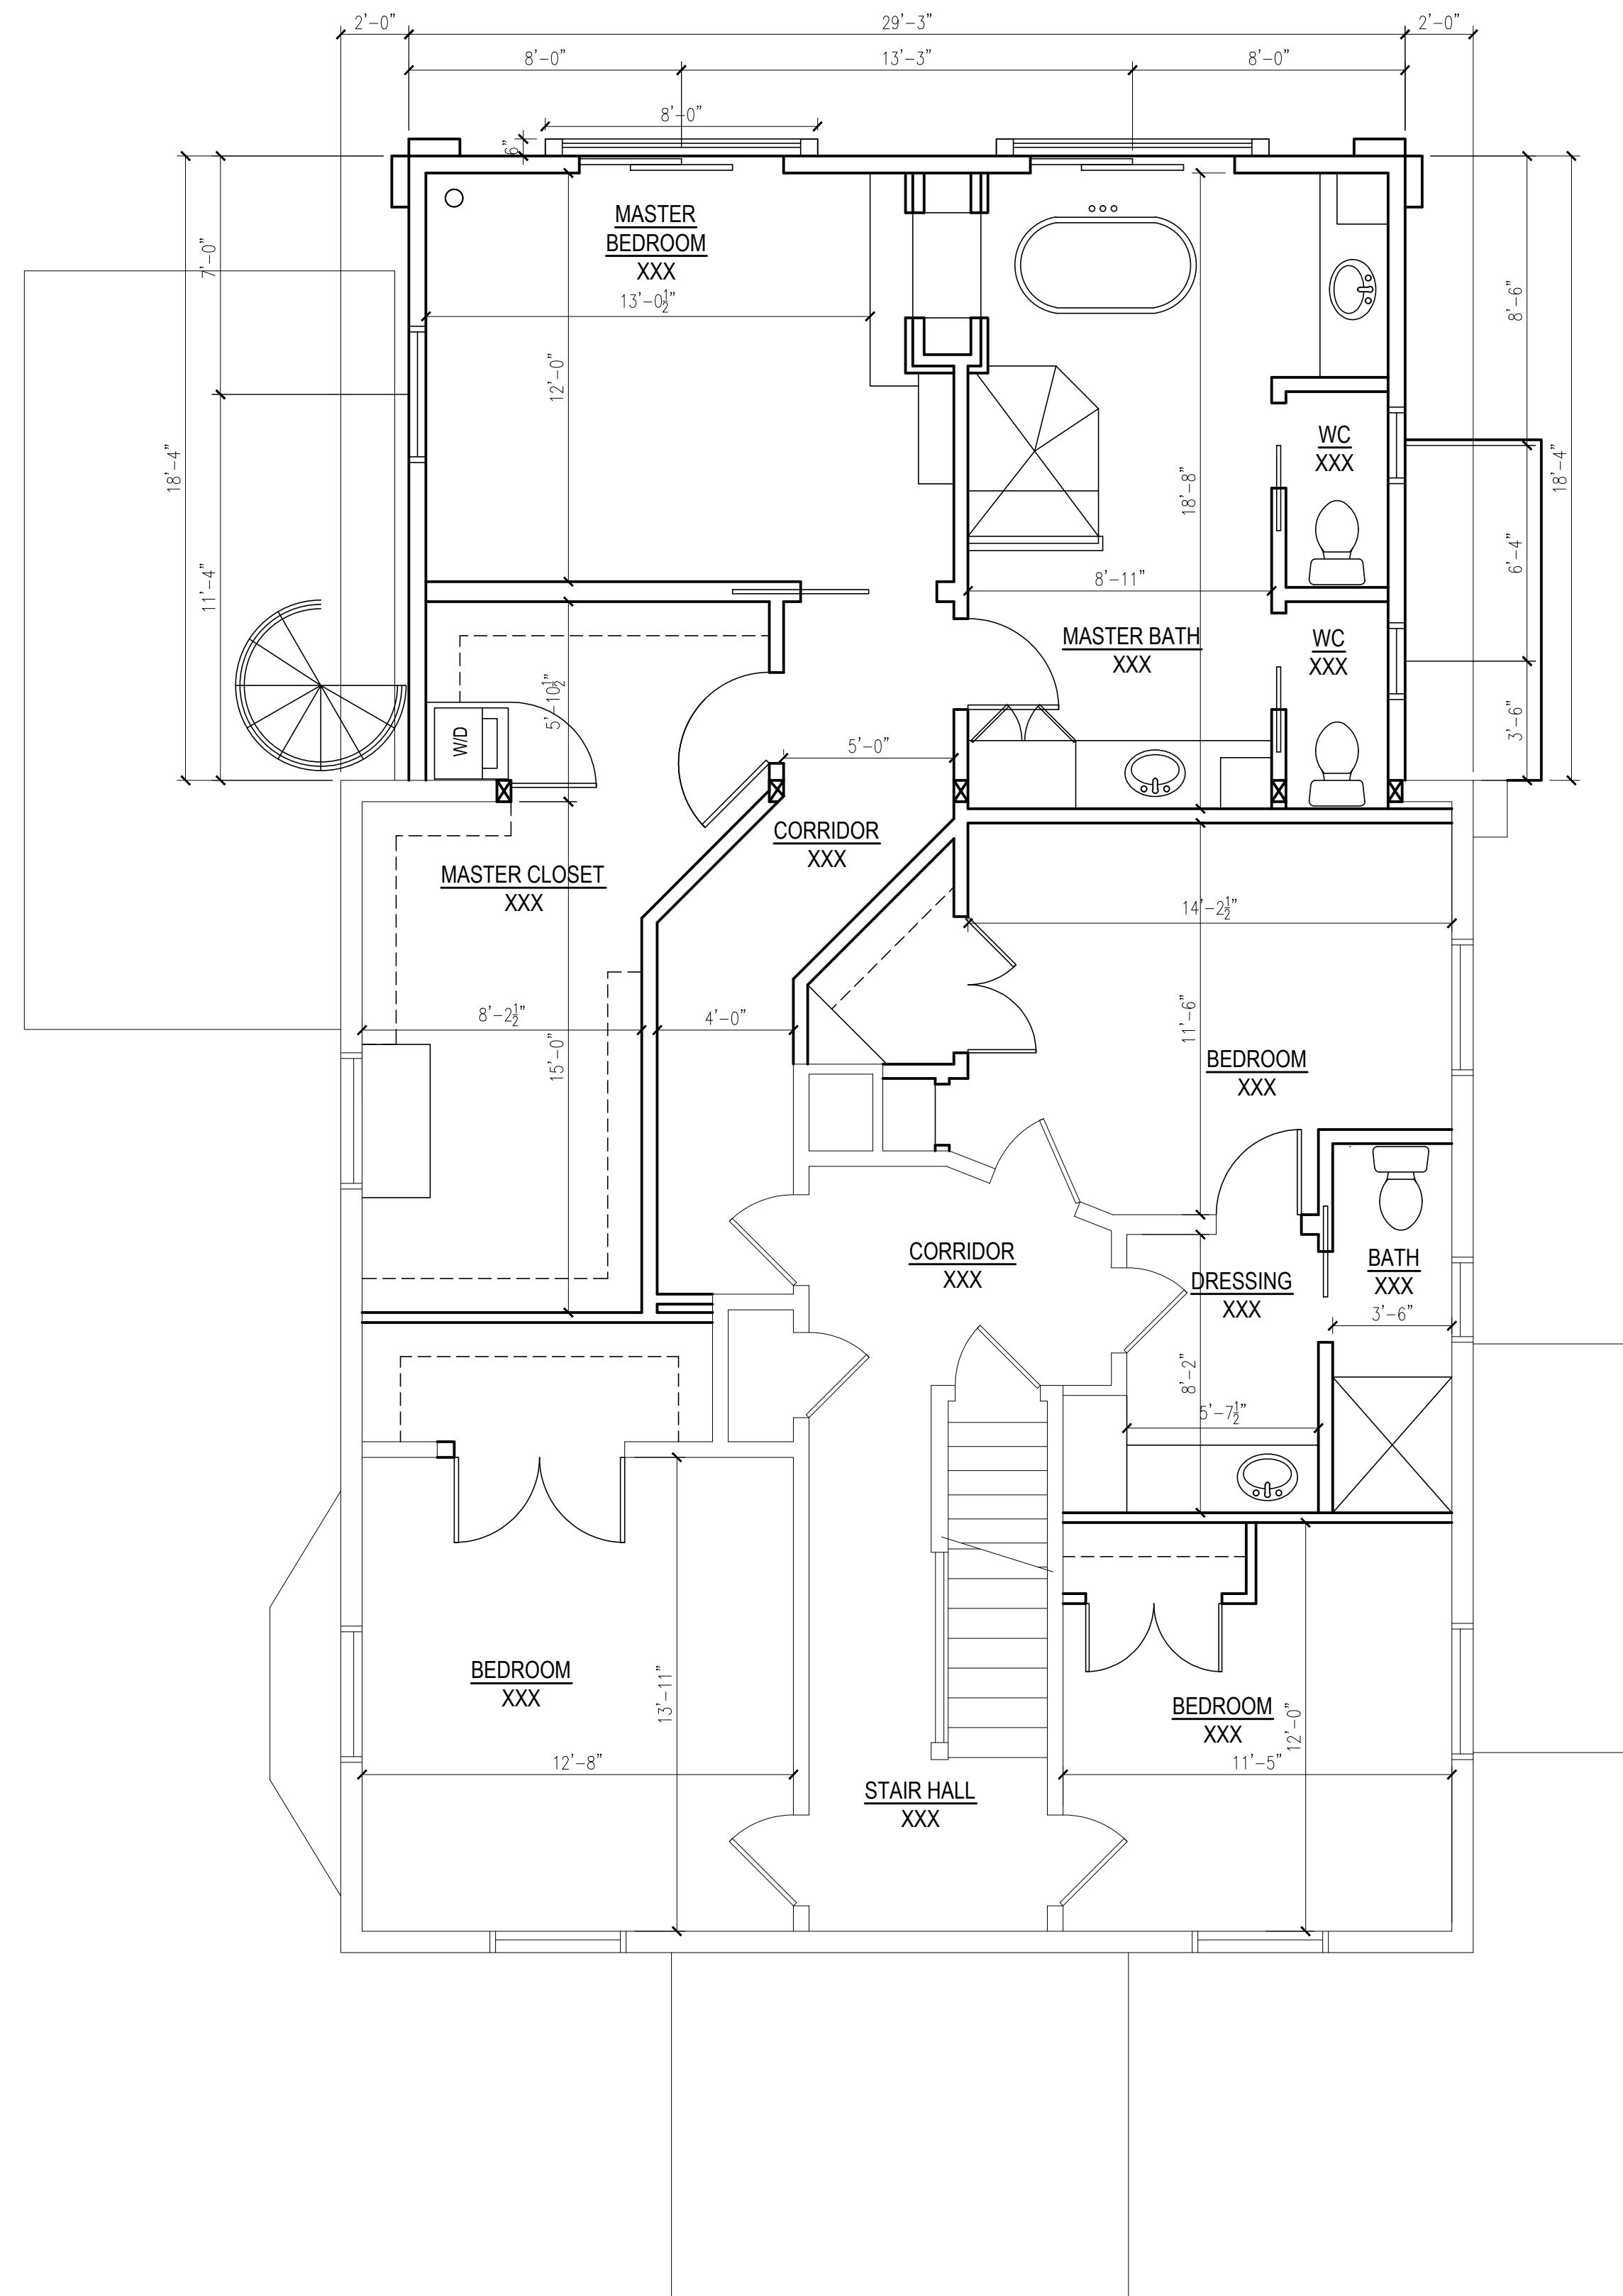 2'-0" 29'-3" 2'-0"
8'-0" 13'-3" 8'-0"
8'-0"
6"
MASTER
BEDROOM
XXX
13'-0½"
7'-0"
8'-6"
12'-0"
WC
XXX
18'-4"
18'-8"
18'-4"
6'-4"
11'-4"
8'-11"
MASTER BATH
XXX
WC
XXX
5'-10½"
W/D
3'-6"
5'-0"
CORRIDOR
XXX
MASTER CLOSET
XXX
14'-2½"
8'-2½"
4'-0"
11'-6"
15'-0"
BEDROOM
XXX
CORRIDOR
XXX
DRESSING
XXX
BATH
XXX
3'-6"
8'-2"
5'-7½"
BEDROOM
XXX
13'-11"
12'-8"
BEDROOM
XXX
12'-0"
11'-5"
STAIR HALL
XXX